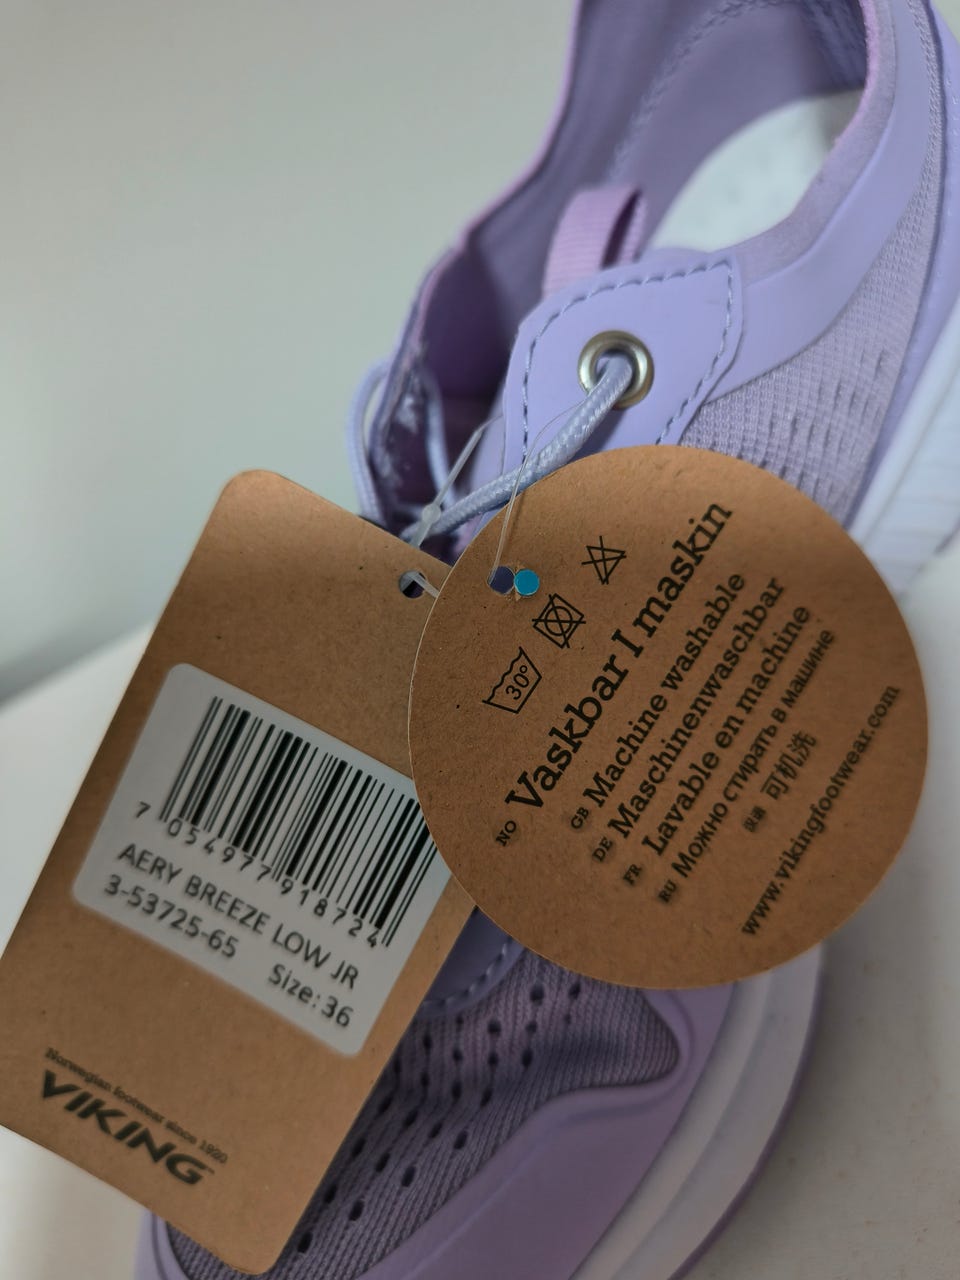 7 054977 918724
AERY BREEZE LOW JR
3-53725-65
Size: 36
Norwegian footwear since 1920
VIKING
30°
NO Vaskbar I maskin
GB Machine washable
DE Maschinenwaschbar
FR Lavable en machine
RU Можно стирать в машине
汉语 可机洗
www.vikingfootwear.com